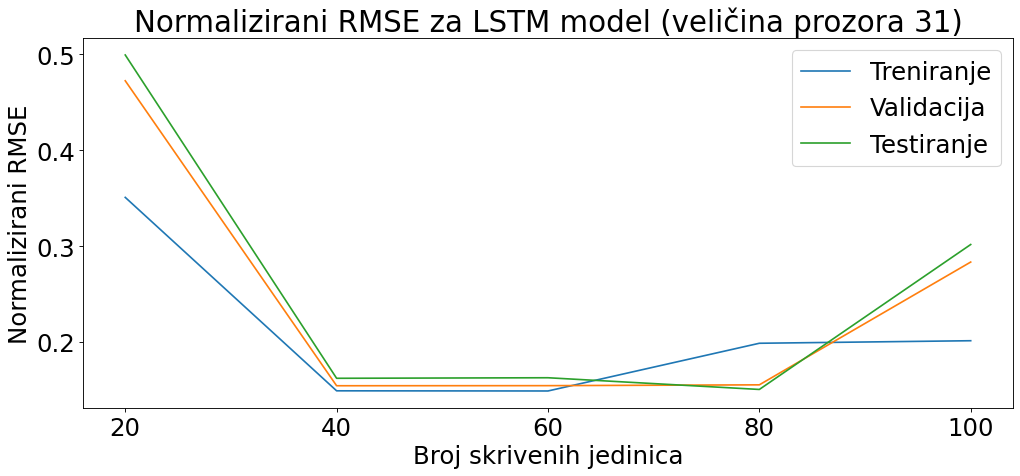 Normalizirani RMSE za LSTM model (veličina prozora 31)
Normalizirani RMSE
0.5
0.4
0.3
0.2
Treniranje
Validacija
Testiranje
20 40 60 80 100
Broj skrivenih jedinica